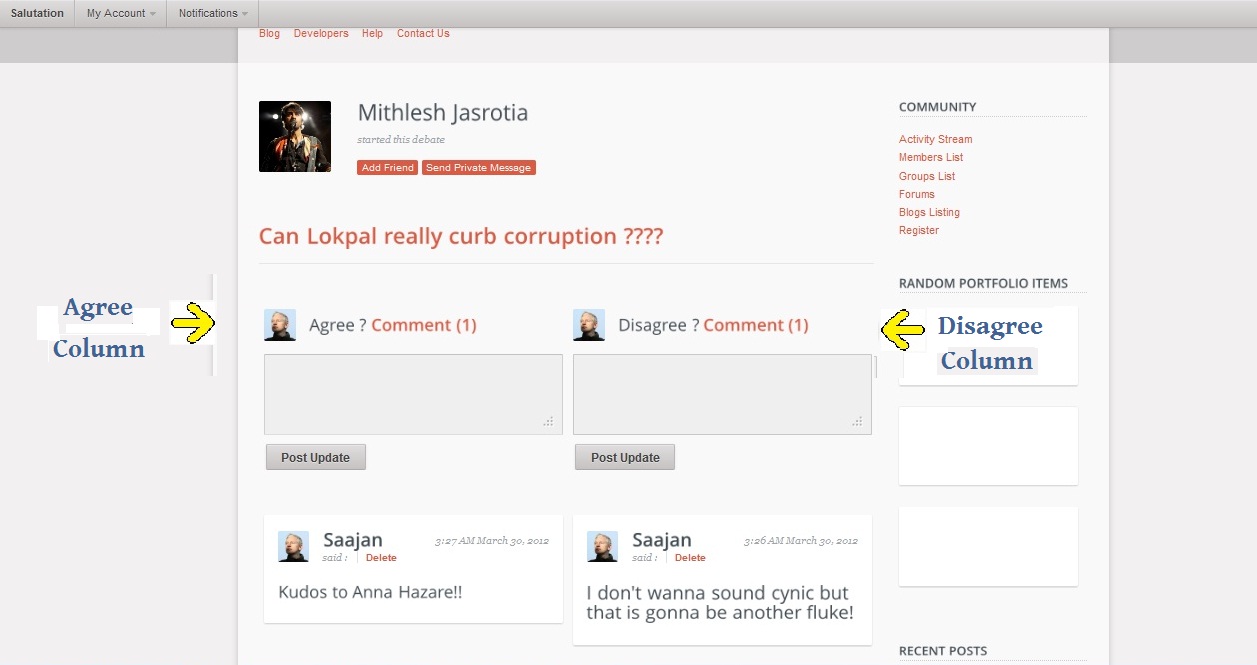 Salutation My Account Notifications
Blog Developers Help Contact Us
Mithlesh Jasrotia
started this debate
Add Friend Send Private Message
Can Lokpal really curb corruption ????
Agree
Column
Agree ? Comment (1)
Post Update
Saajan 3:27 AM March 30, 2012
said : Delete
Kudos to Anna Hazare!!
Disagree ? Comment (1)
Post Update
Saajan 3:26 AM March 30, 2012
said : Delete
I don't wanna sound cynic but
that is gonna be another fluke!
COMMUNITY
Activity Stream
Members List
Groups List
Forums
Blogs Listing
Register
RANDOM PORTFOLIO ITEMS
Disagree
Column
RECENT POSTS